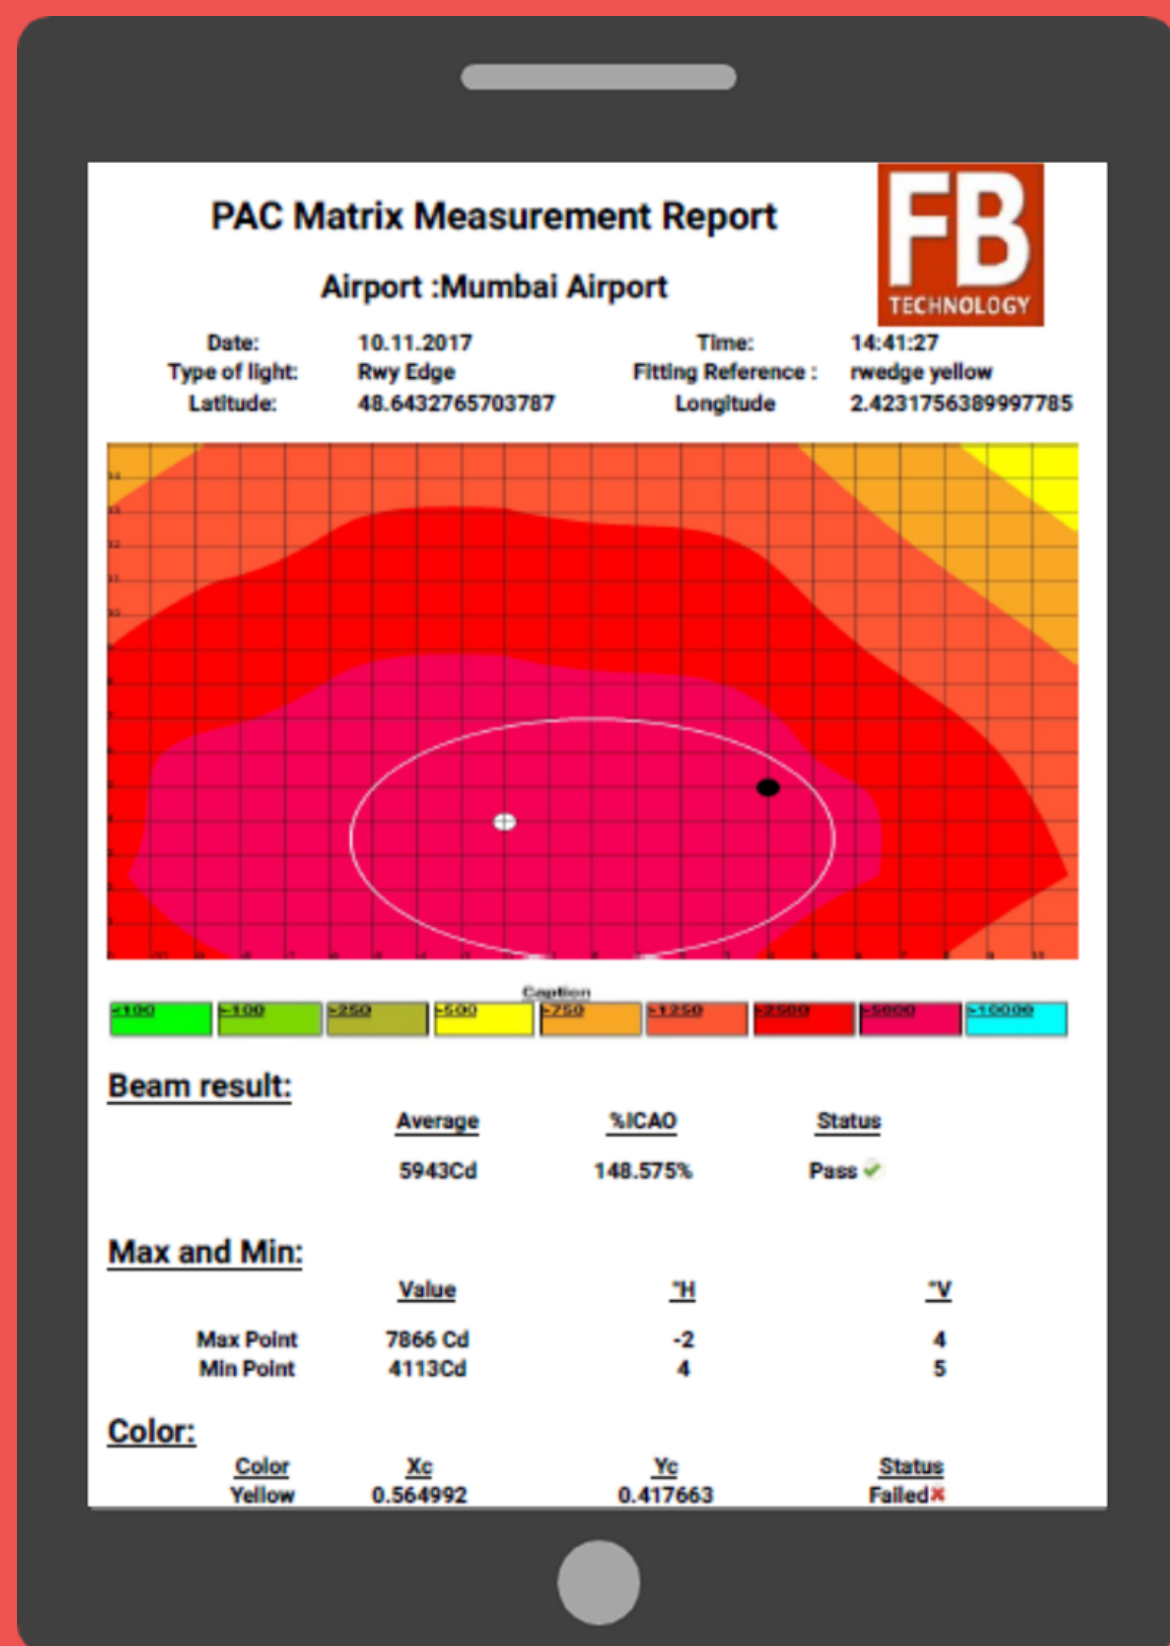 PAC Matrix Measurement Report
FB
TECHNOLOGY
Airport :Mumbai Airport
Date: 10.11.2017 Time: 14:41:27
Type of light: Rwy Edge Fitting Reference : rwedge yellow
Latitude: 48.6432765703787 Longitude 2.4231756389997785
Caption
<100 >100 >250 >500 >750 >1250 >2500 >5000 >10000
Beam result:
Average %ICAO Status
5943Cd 148.575% Pass
Max and Min:
Value °H °V
Max Point 7866 Cd -2 4
Min Point 4113Cd 4 5
Color:
Color Xc Yc Status
Yellow 0.564992 0.417663 Failed